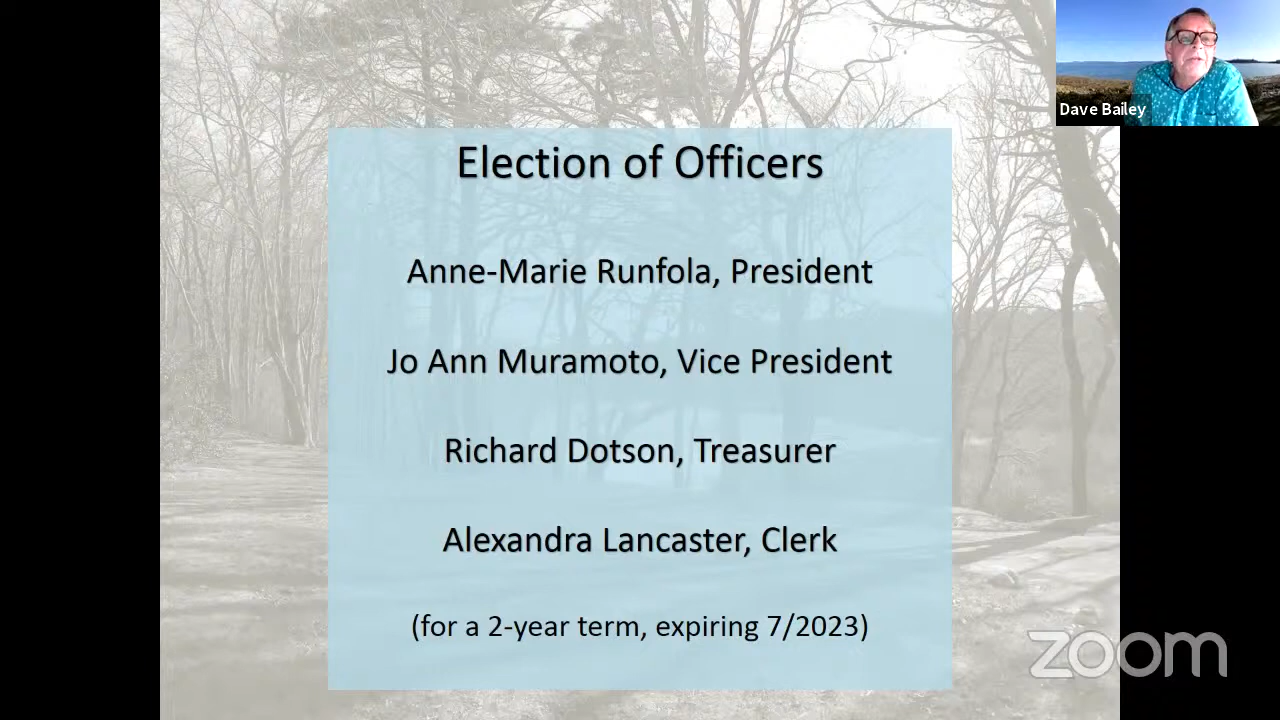 Dave Bailey
Election of Officers
Anne-Marie Runfola, President
Jo Ann Muramoto, Vice President
Richard Dotson, Treasurer
Alexandra Lancaster, Clerk
(for a 2-year term, expiring 7/2023)
zoom